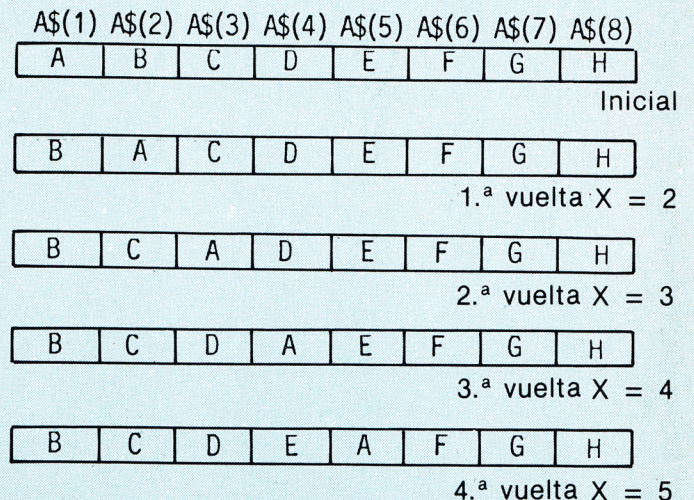 A$(1) A$(2) A$(3) A$(4) A$(5) A$(6) A$(7) A$(8)
A B C D E F G H
Inicial
B A C D E F G H
1.ª vuelta X = 2
B C A D E F G H
2.ª vuelta X = 3
B C D A E F G H
3.ª vuelta X = 4
B C D E A F G H
4.ª vuelta X = 5